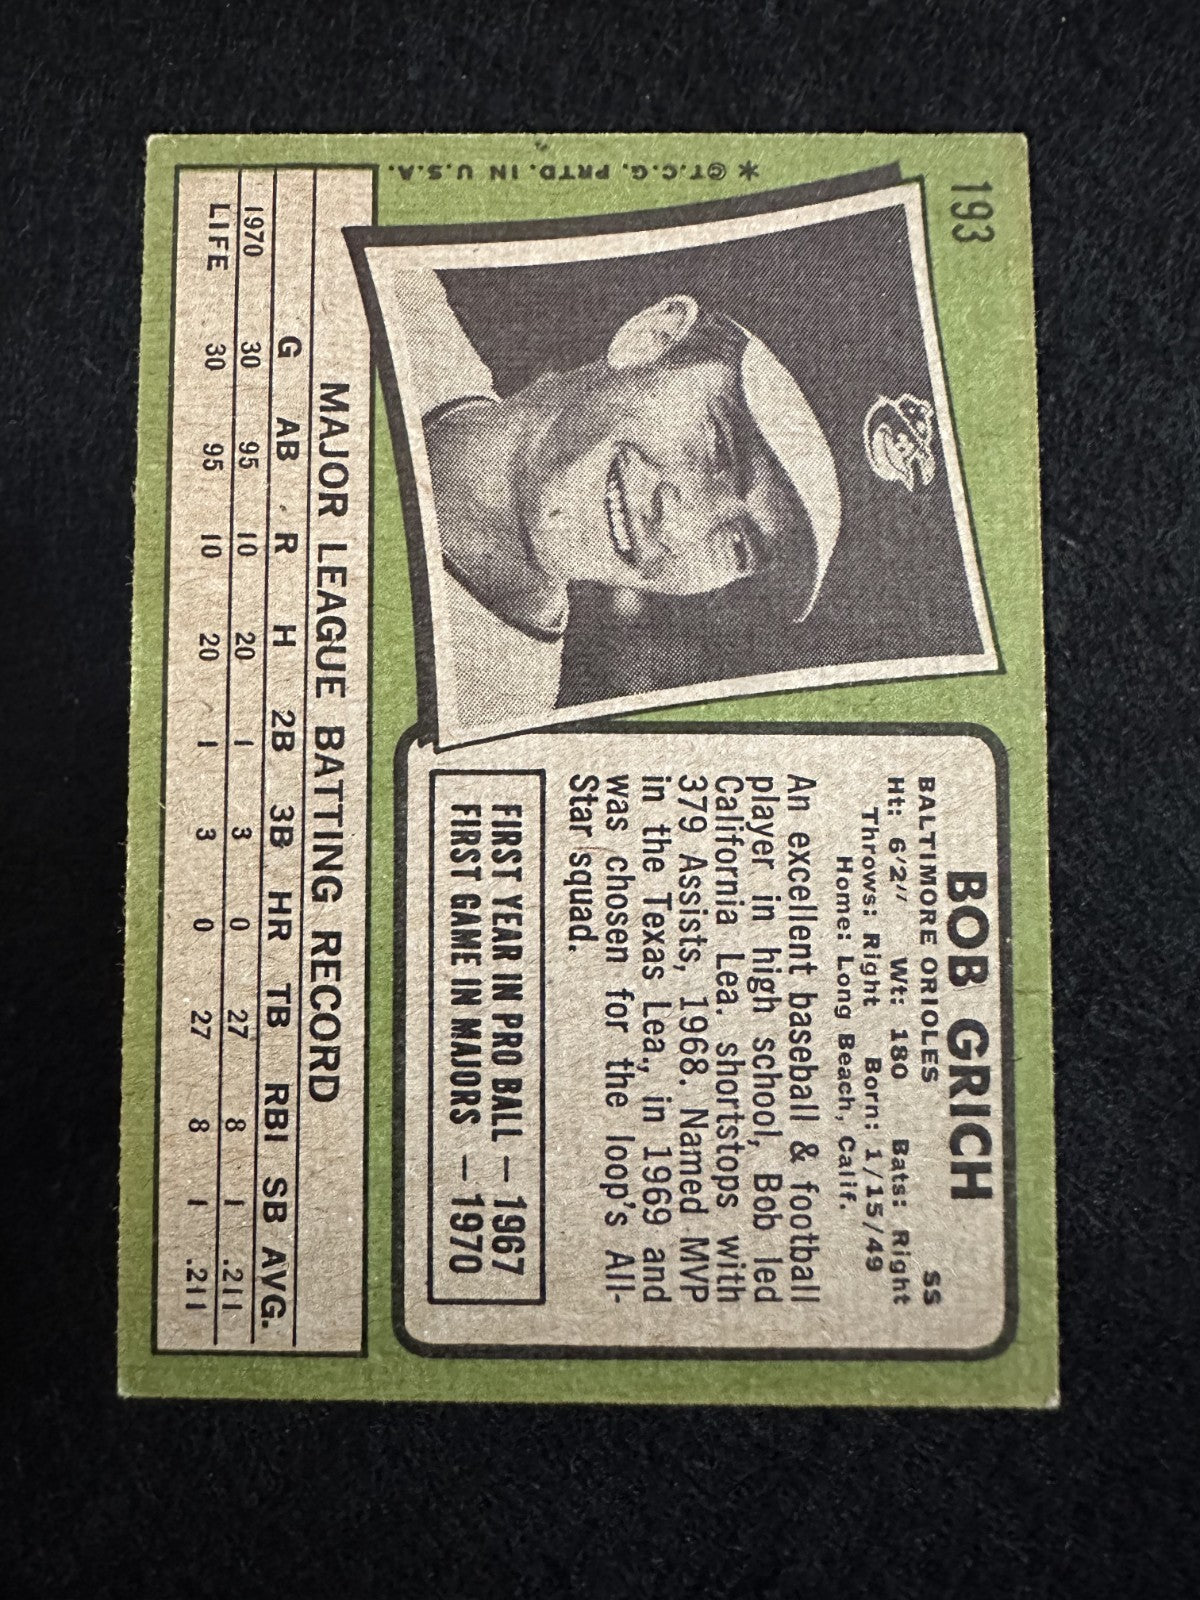 193
BOB GRICH
BALTIMORE ORIOLES SS
Ht: 6'2" Wt: 180 Bats: Right
Throws: Right Born: 1/15/49
Home: Long Beach, Calif.
An excellent baseball & football
player in high school, Bob led
California Lea. shortstops with
379 Assists, 1968. Named MVP
in the Texas Lea., in 1969 and
was chosen for the loop's All-
Star squad.
FIRST YEAR IN PRO BALL — 1967
FIRST GAME IN MAJORS — 1970
MAJOR LEAGUE BATTING RECORD
G AB R H 2B 3B HR TB RBI SB AVG.
1970 30 95 10 20 1 3 0 27 8 1 .211
LIFE 30 95 10 20 1 3 0 27 8 1 .211
* ©T.C.G. PRTD. IN U.S.A.